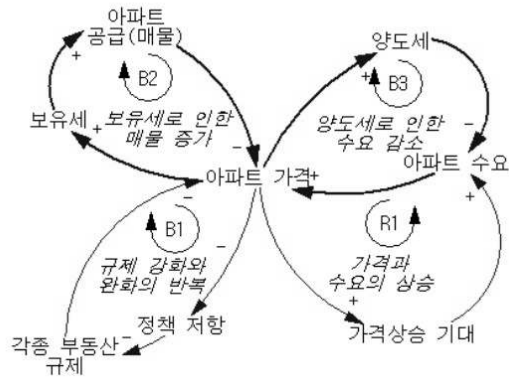 아파트
공급(매물)
+
B2
보유세
+
보유세로 인한
매물 증가
-
양도세
+
B3
양도세로 인한
수요 감소
-
아파트 수요
아파트 가격
+
-
B1
-
규제 강화와
완화의 반복
정책 저항
-
각종 부동산
규제
R1
+
가격과
수요의 상승
+
가격상승 기대